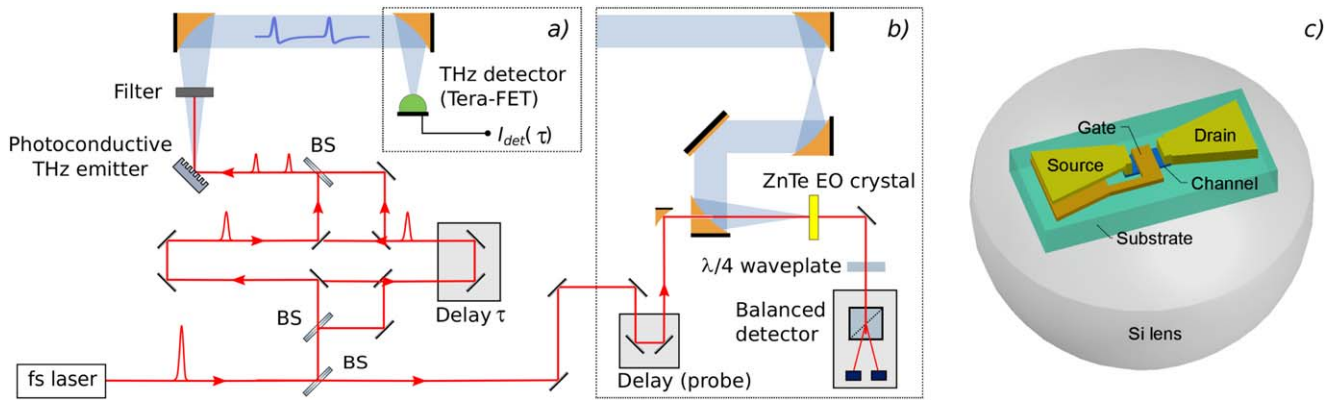 a)
THz detector
(Tera-FET)
I_det(τ)
Filter
Photoconductive
THz emitter
BS
BS
Delay τ
BS
fs laser
b)
ZnTe EO crystal
λ/4 waveplate
Balanced
detector
Delay (probe)
c)
Gate
Drain
Source
Channel
Substrate
Si lens